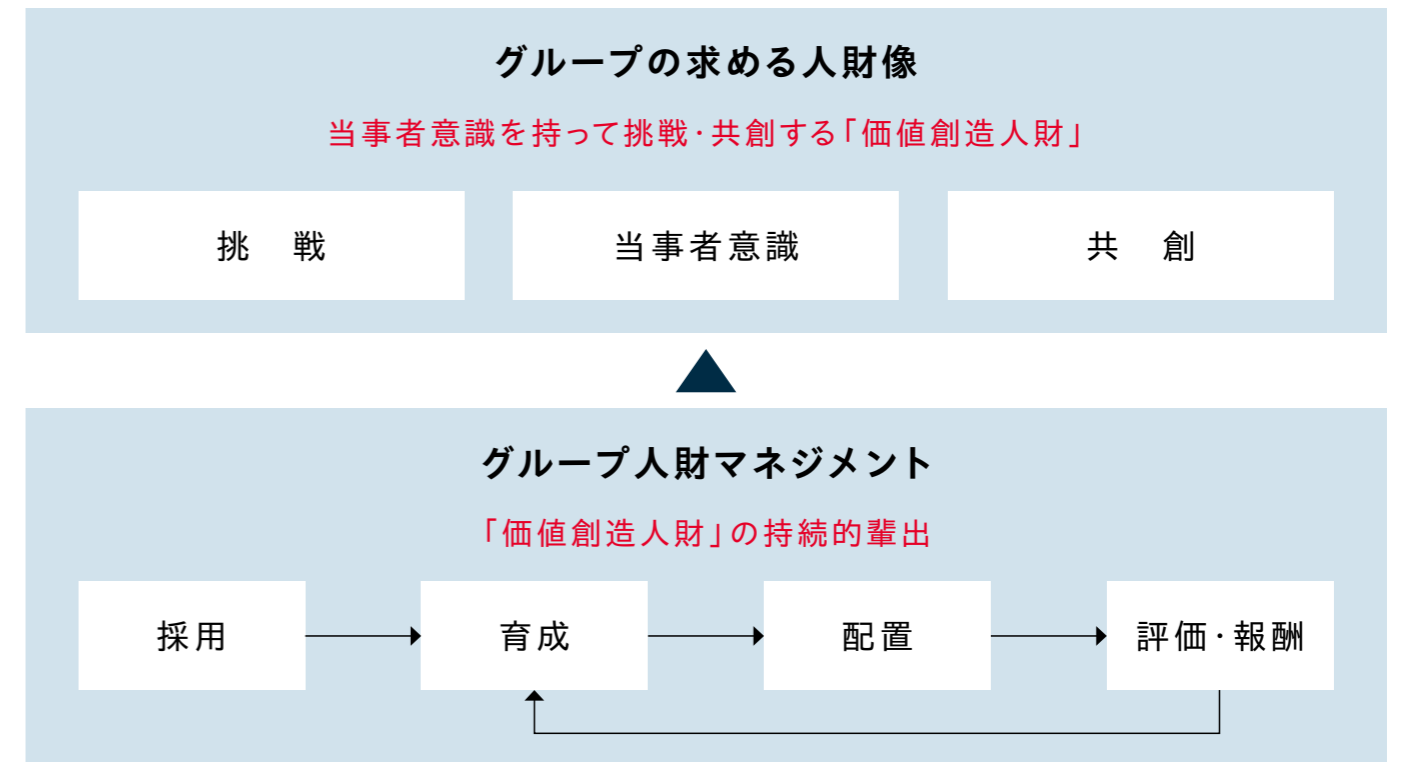 グループの求める人財像
当事者意識を持って挑戦・共創する「価値創造人財」
挑　戦
当事者意識
共　創
グループ人財マネジメント
「価値創造人財」の持続的輩出
採用
育成
配置
評価・報酬